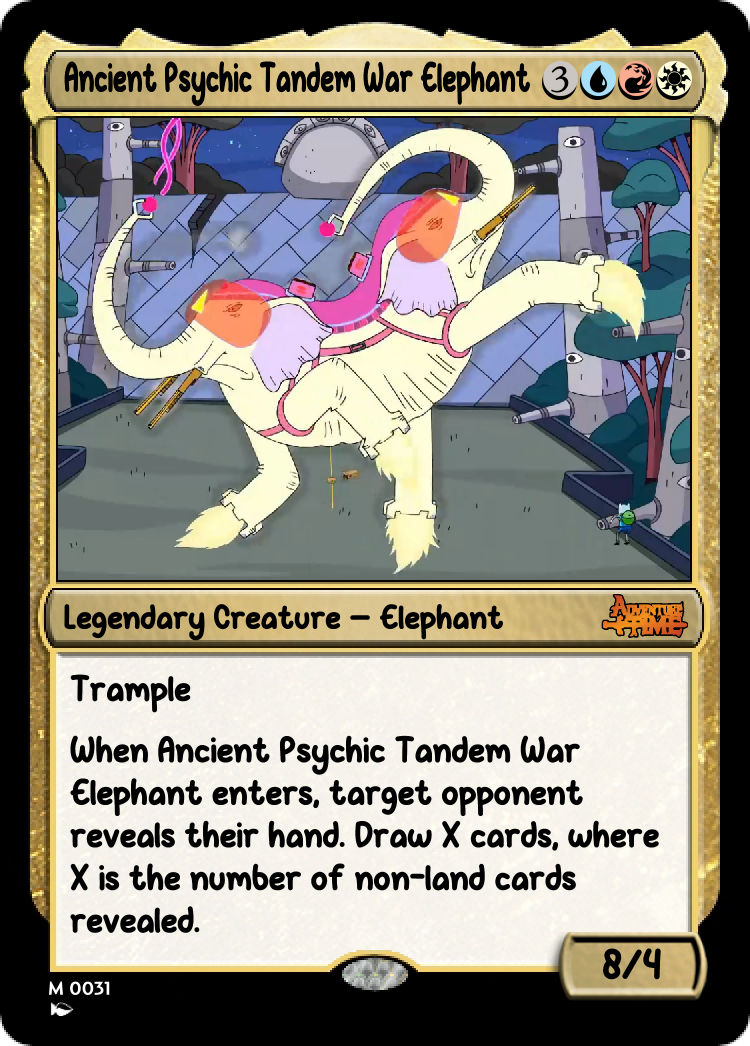 Ancient Psychic Tandem War Elephant 3
Legendary Creature – Elephant
ADVENTURE TIME
Trample
When Ancient Psychic Tandem War
Elephant enters, target opponent
reveals their hand. Draw X cards, where
X is the number of non-land cards
revealed.
8/4
M 0031